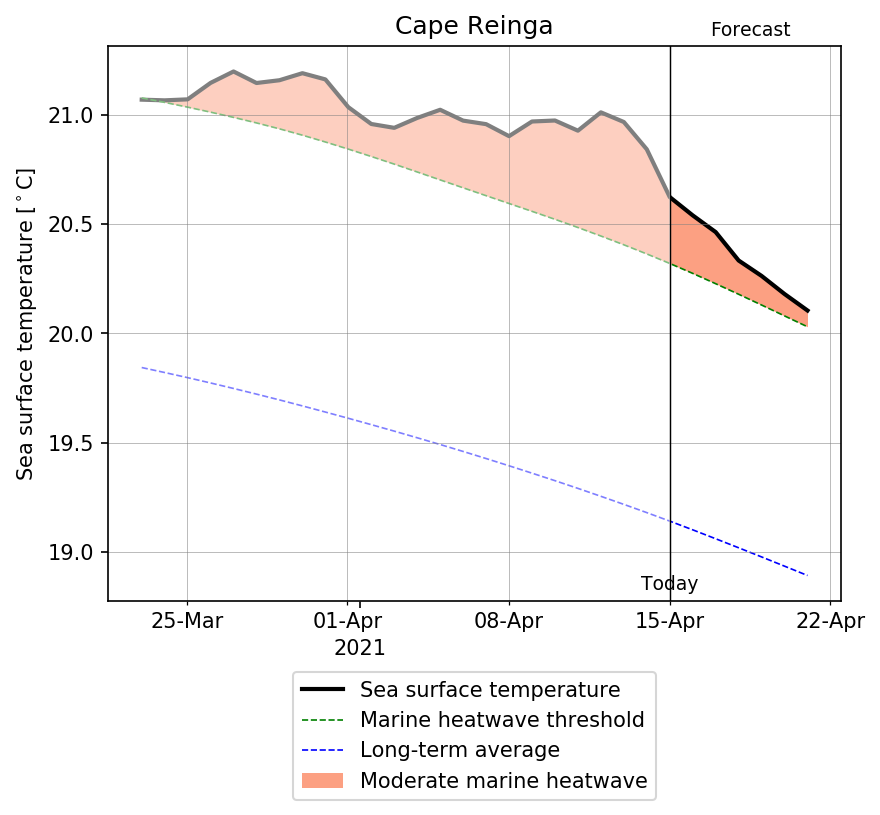 Cape Reinga
Forecast
Sea surface temperature [°C]
21.0
20.5
20.0
19.5
19.0
Today
25-Mar
01-Apr
08-Apr
15-Apr
22-Apr
2021
Sea surface temperature
Marine heatwave threshold
Long-term average
Moderate marine heatwave